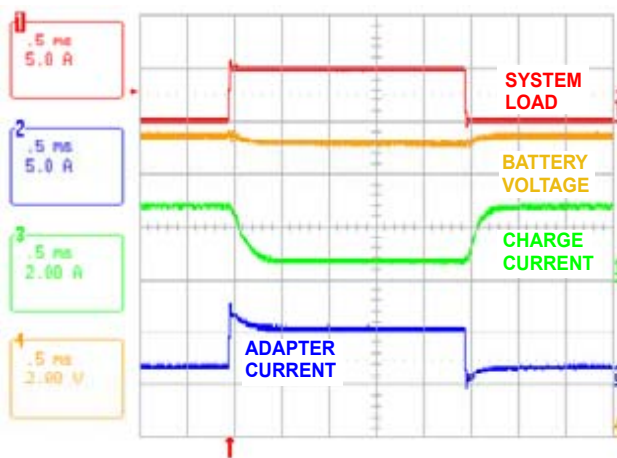 1
.5 ms
5.0 A
2
.5 ms
5.0 A
3
.5 ms
2.00 A
4
.5 ms
2.00 V
SYSTEM
LOAD
BATTERY
VOLTAGE
CHARGE
CURRENT
ADAPTER
CURRENT